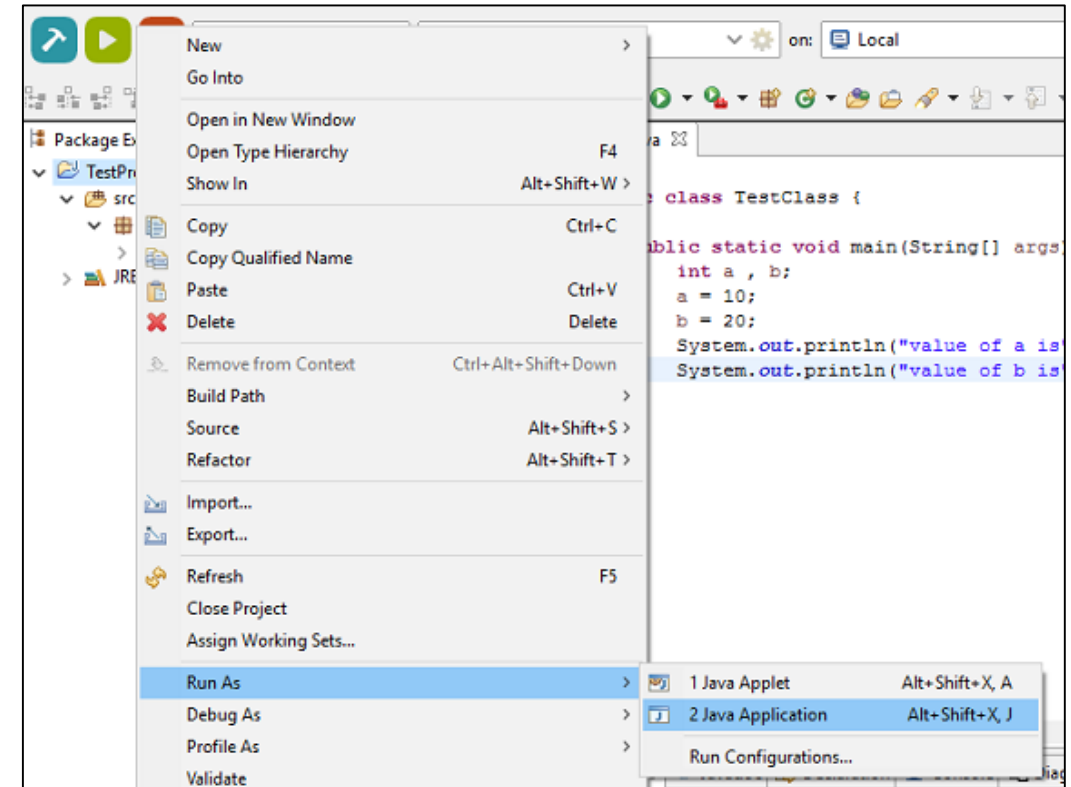 on: Local
Package Ex
TestPr
src
JRE
New
Go Into
Open in New Window
Open Type Hierarchy F4
Show In Alt+Shift+W >
Copy Ctrl+C
Copy Qualified Name
Paste Ctrl+V
Delete Delete
Remove from Context Ctrl+Alt+Shift+Down
Build Path
Source Alt+Shift+S >
Refactor Alt+Shift+T >
Import...
Export...
Refresh F5
Close Project
Assign Working Sets...
Run As
Debug As
Profile As
Validate
1 Java Applet Alt+Shift+X, A
2 Java Application Alt+Shift+X, J
Run Configurations...
class TestClass {
static void main(String[] args)
int a , b;
a = 10;
b = 20;
System.out.println("value of a is"
System.out.println("value of b is"